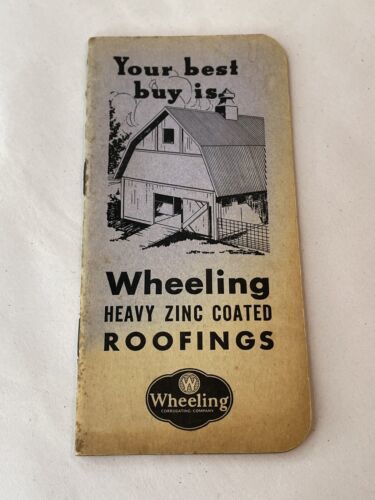 Your best
buy is
Wheeling
HEAVY ZINC COATED
ROOFINGS
W
Wheeling
CORRUGATING COMPANY